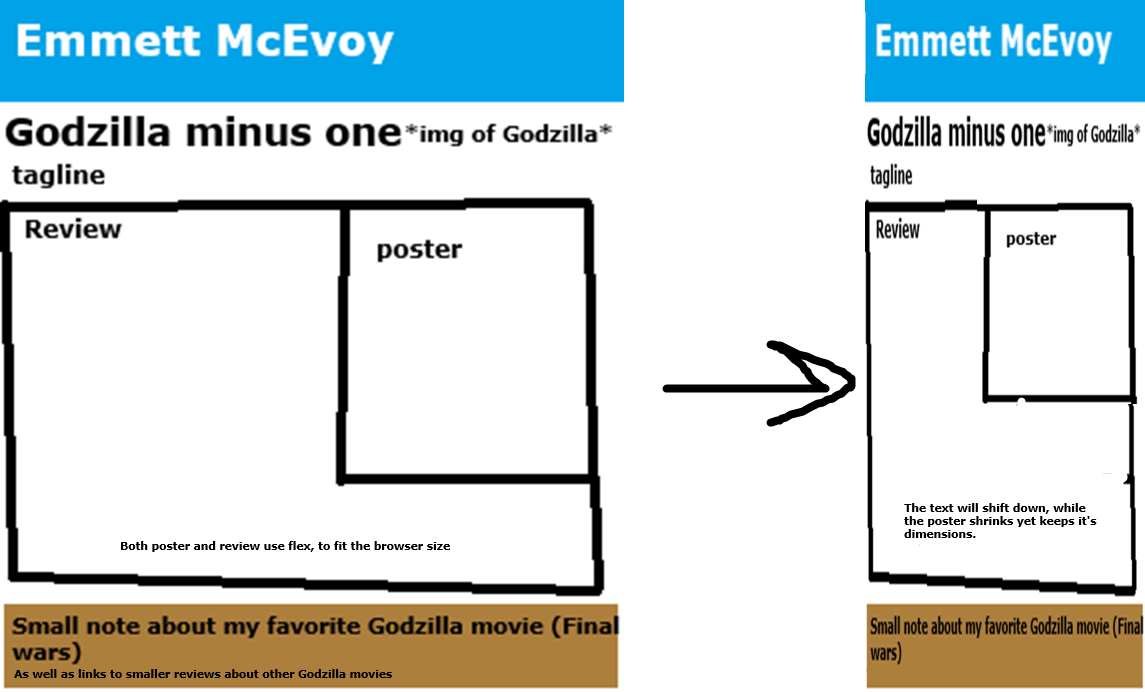 Emmett McEvoy
Godzilla minus one *img of Godzilla*
tagline
Review
poster
Both poster and review use flex, to fit the browser size
Small note about my favorite Godzilla movie (Final
wars)
As well as links to smaller reviews about other Godzilla movies
Emmett McEvoy
Godzilla minus one *img of Godzilla*
tagline
Review
poster
The text will shift down, while
the poster shrinks yet keeps it's
dimensions.
Small note about my favorite Godzilla movie (Final
wars)